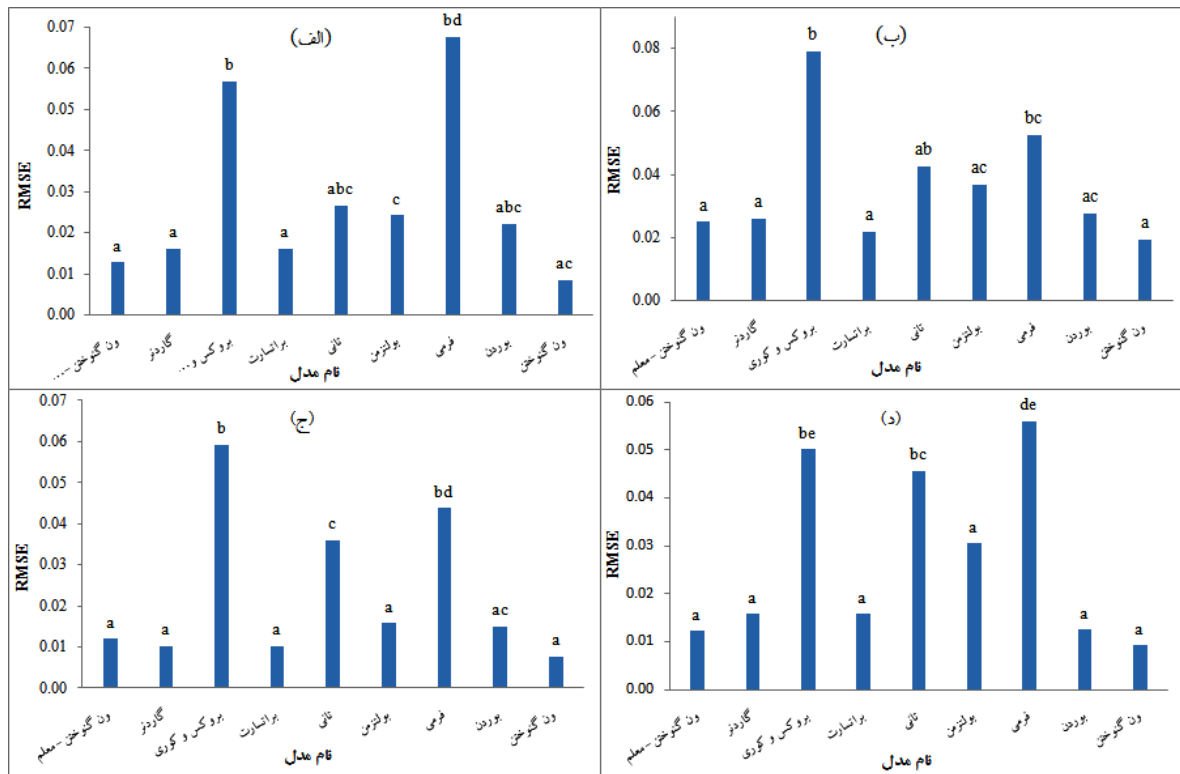 (الف)
RMSE
0.07
0.06
0.05
0.04
0.03
0.02
0.01
0.00
a
a
b
a
abc
c
bd
abc
ac
ون گنوختن -...
گاردنر
بروکس و...
براتسارت
تانی
بولتزمن
فرمی
بوردن
ون گنوختن
نام مدل
(ب)
RMSE
0.08
0.06
0.04
0.02
0.00
a
a
b
a
ab
ac
bc
ac
a
ون گنوختن -معلم
گاردنر
بروکس و کوری
براتسارت
تانی
بولتزمن
فرمی
بوردن
ون گنوختن
نام مدل
(ج)
RMSE
0.07
0.06
0.05
0.04
0.03
0.02
0.01
0.00
a
a
b
a
c
a
bd
ac
a
ون گنوختن -معلم
گاردنر
بروکس و کوری
براتسارت
تانی
بولتزمن
فرمی
بوردن
ون گنوختن
نام مدل
(د)
RMSE
0.06
0.05
0.04
0.03
0.02
0.01
0.00
a
a
be
a
bc
a
de
a
a
ون گنوختن -معلم
گاردنر
بروکس و کوری
براتسارت
تانی
بولتزمن
فرمی
بوردن
ون گنوختن
نام مدل